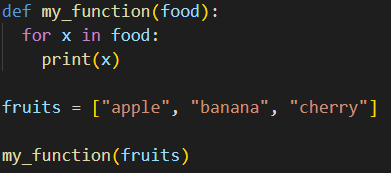 def my_function(food):
  for x in food:
    print(x)

fruits = ["apple", "banana", "cherry"]

my_function(fruits)